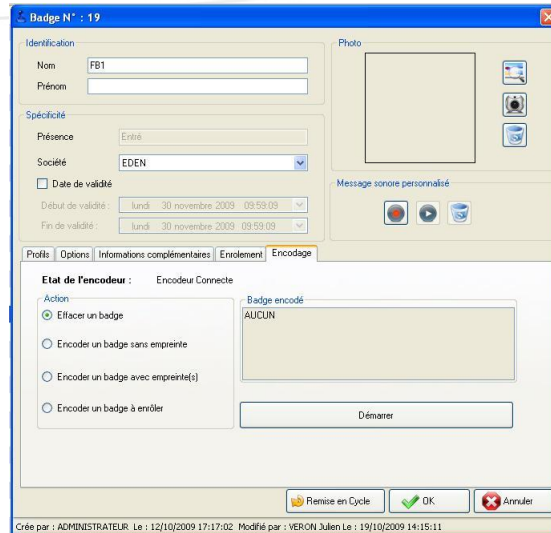 Badge N° : 19
Identification
Nom FB1
Prénom
Photo
Spécificité
Présence Entré
Société EDEN
Date de validité
Début de validité : lundi 30 novembre 2009 09:59:09
Fin de validité : lundi 30 novembre 2009 09:59:09
Message sonore personnalisé
Profils Options Informations complémentaires Enrolement Encodage
Etat de l'encodeur : Encodeur Connecte
Action
Effacer un badge
Encoder un badge sans empreinte
Encoder un badge avec empreinte(s)
Encoder un badge à enrôler
Badge encodé
AUCUN
Démarrer
Remise en Cycle OK Annuler
Crée par : ADMINISTRATEUR Le : 12/10/2009 17:17:02 Modifié par : VERON Julien Le : 19/10/2009 14:15:11